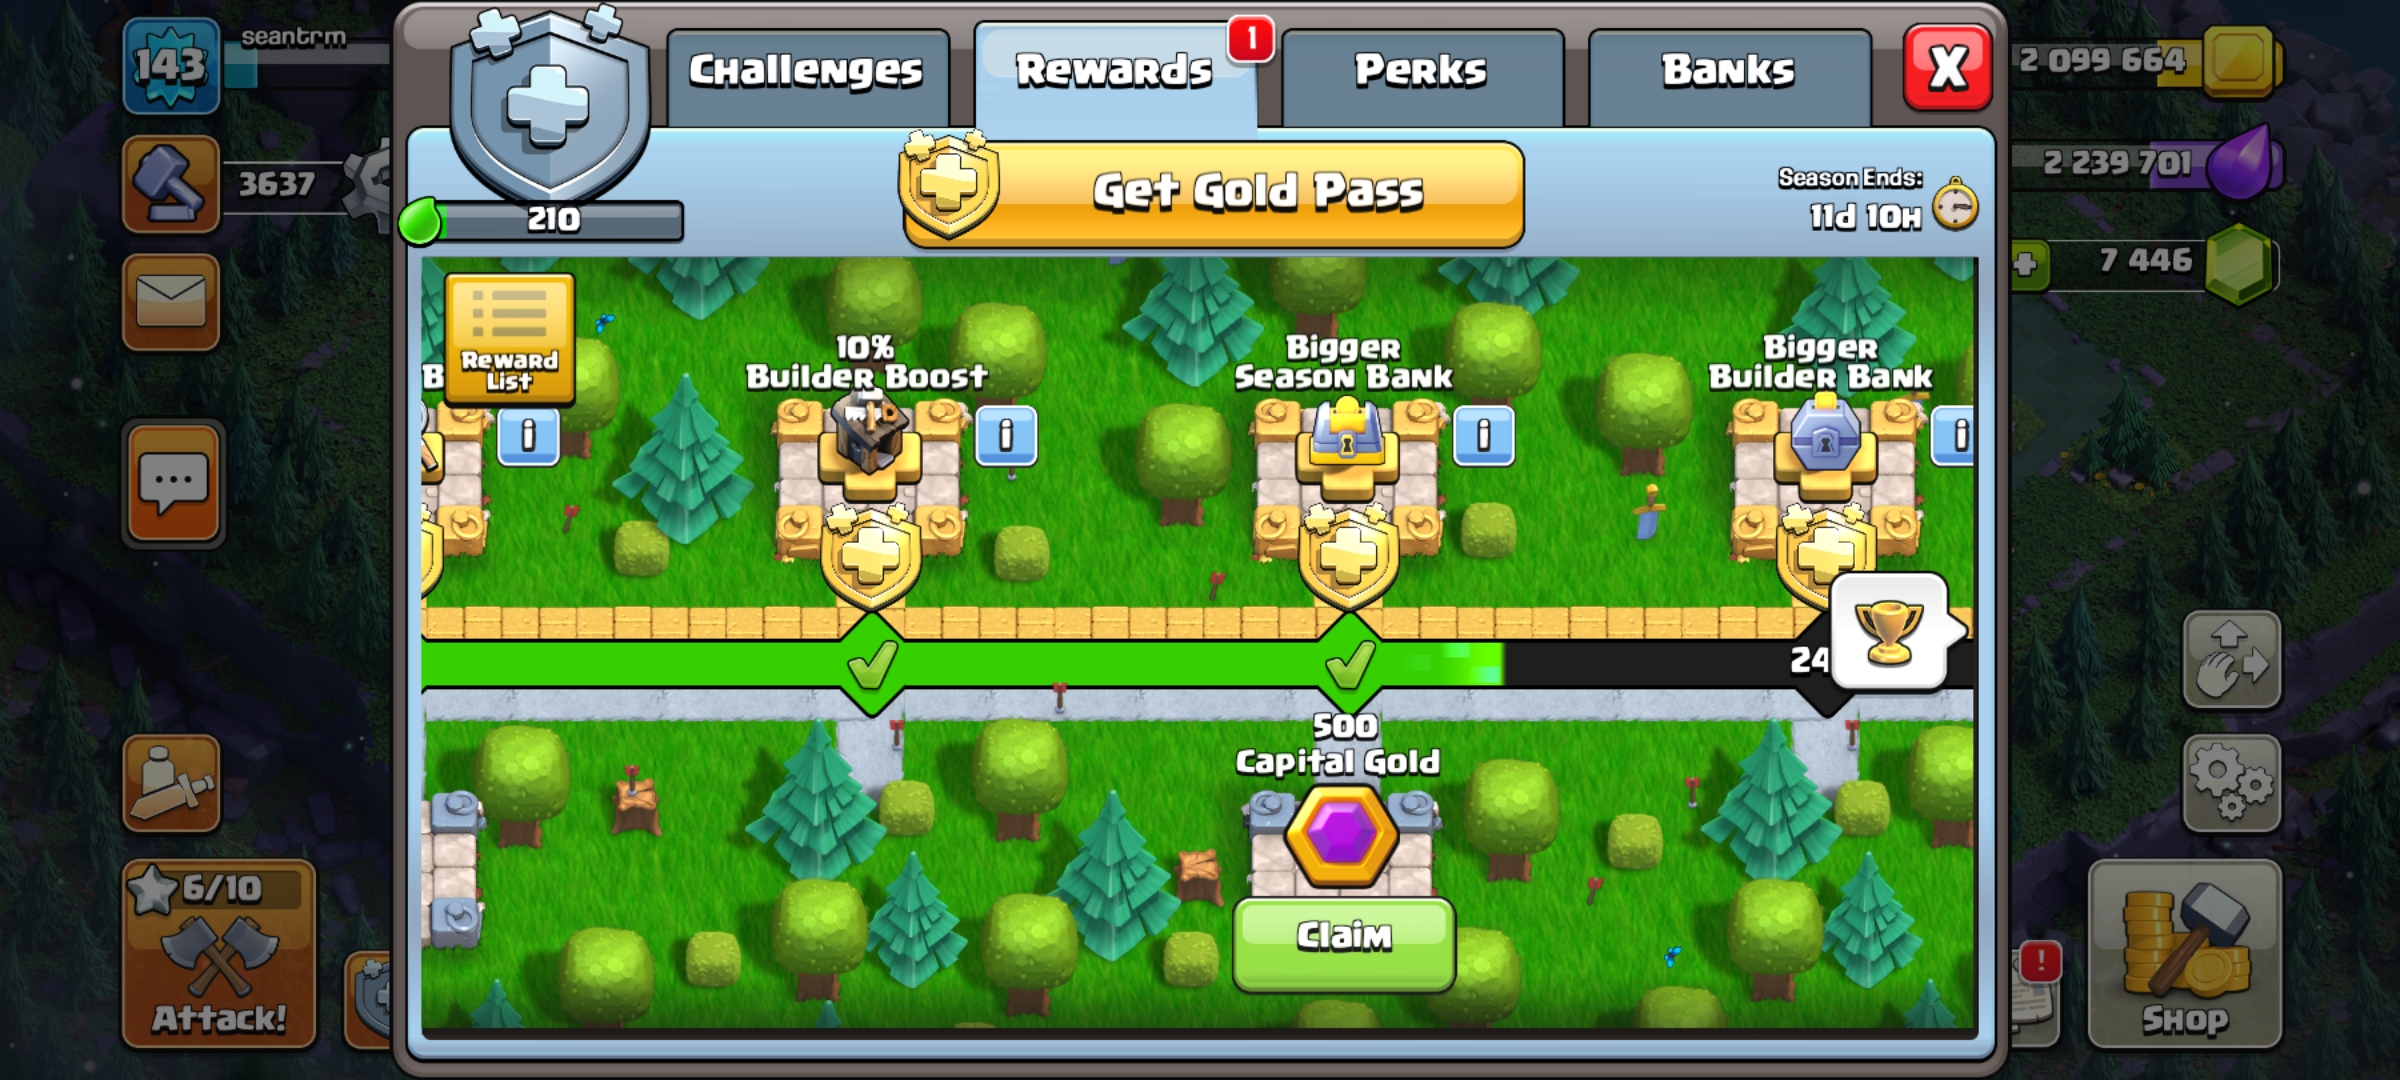 143
seantrm
Challenges
Rewards
1
Perks
Banks
X
2 099 664
3637
210
Get Gold Pass
Season Ends:
11d 10h
2 239 701
7 446
Reward
List
10%
Builder Boost
i
i
Bigger
Season Bank
i
Bigger
Builder Bank
i
500
Capital Gold
Claim
6/10
Attack!
!
Shop